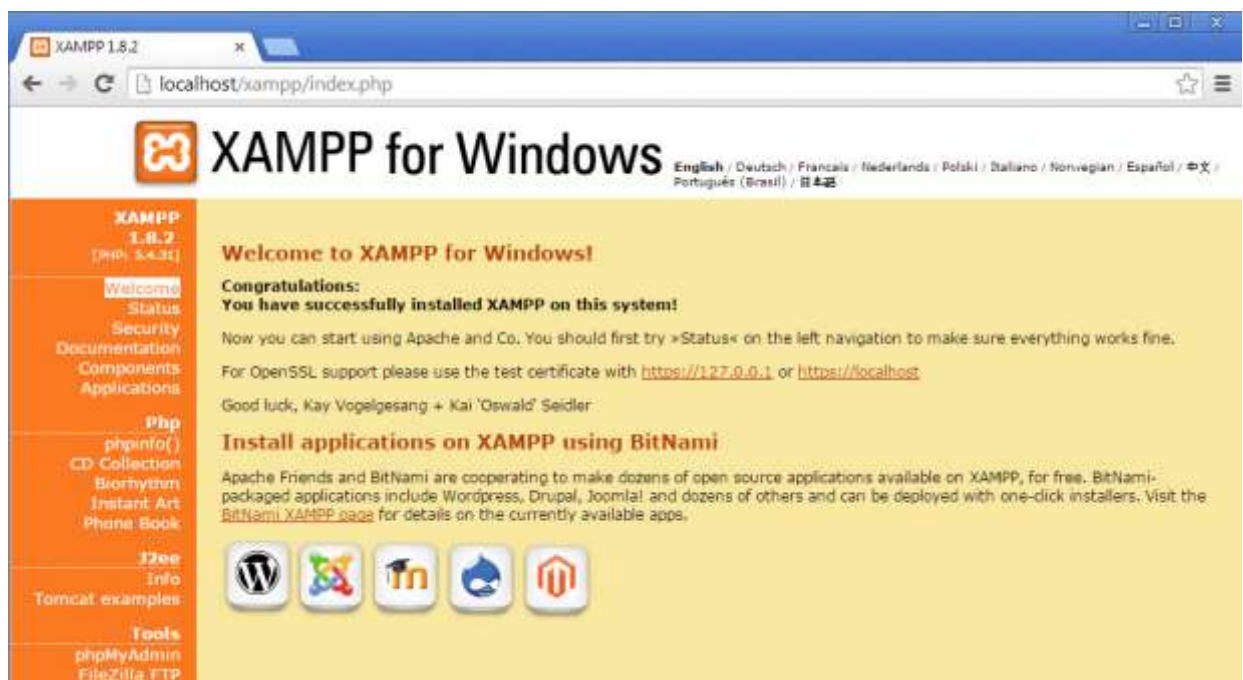 XAMPP 1.8.2
localhost/xampp/index.php
XAMPP for Windows
English / Deutsch / Francais / Nederlands / Polski / Italiano / Norwegian / Español / 中文 /
Português (Brasil) / 日本語
XAMPP
1.8.2
[PHP: 5.4.31]
Welcome
Status
Security
Documentation
Components
Applications
Php
phpinfo()
CD Collection
Biorhythm
Instant Art
Phone Book
J2ee
Info
Tomcat examples
Tools
phpMyAdmin
FileZilla FTP
Welcome to XAMPP for Windows!
Congratulations:
You have successfully installed XAMPP on this system!
Now you can start using Apache and Co. You should first try »Status« on the left navigation to make sure everything works fine.
For OpenSSL support please use the test certificate with https://127.0.0.1 or https://localhost
Good luck, Kay Vogelgesang + Kai 'Oswald' Seidler
Install applications on XAMPP using BitNami
Apache Friends and BitNami are cooperating to make dozens of open source applications available on XAMPP, for free. BitNami-
packaged applications include Wordpress, Drupal, Joomla! and dozens of others and can be deployed with one-click installers. Visit the
BitNami XAMPP page for details on the currently available apps.